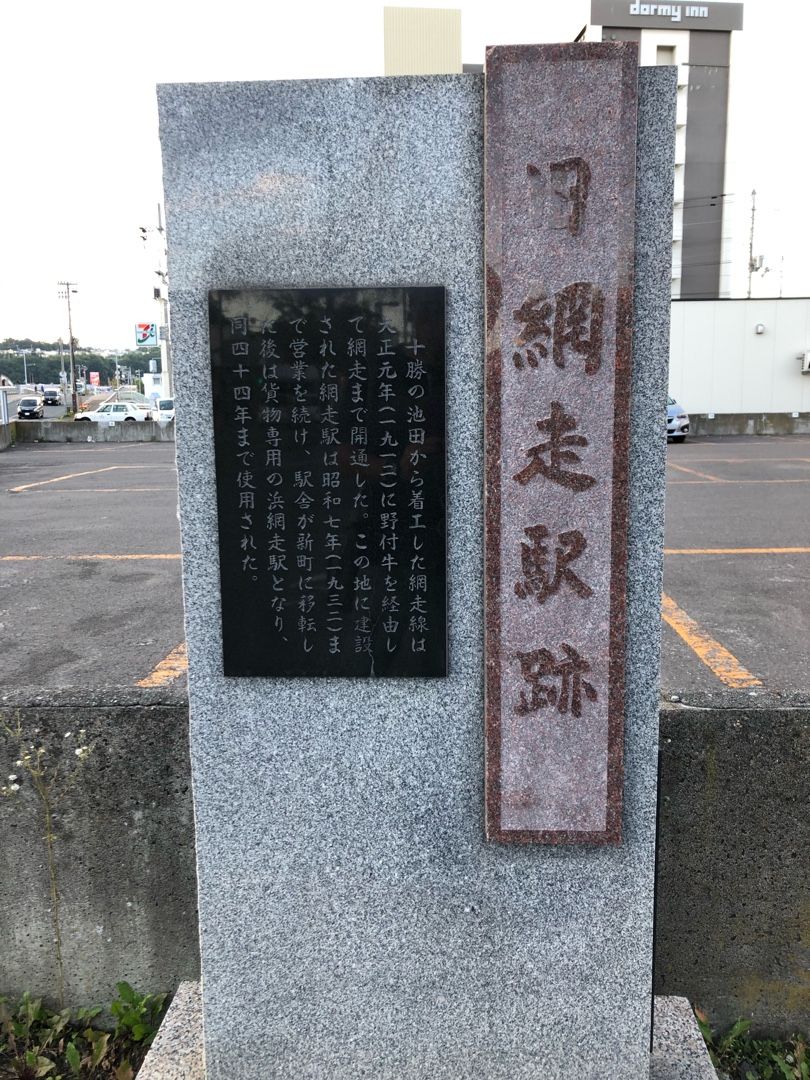 dormy inn
旧網走駅跡
十勝の池田から着工した網走線は
大正元年(一九一二)に野付牛を経由し
て網走まで開通した。この地に建設
された網走駅は昭和七年(一九三二)ま
で営業を続け、駅舎が新町に移転し
た後は貨物専用の浜網走駅となり、
同四十四年まで使用された。
7